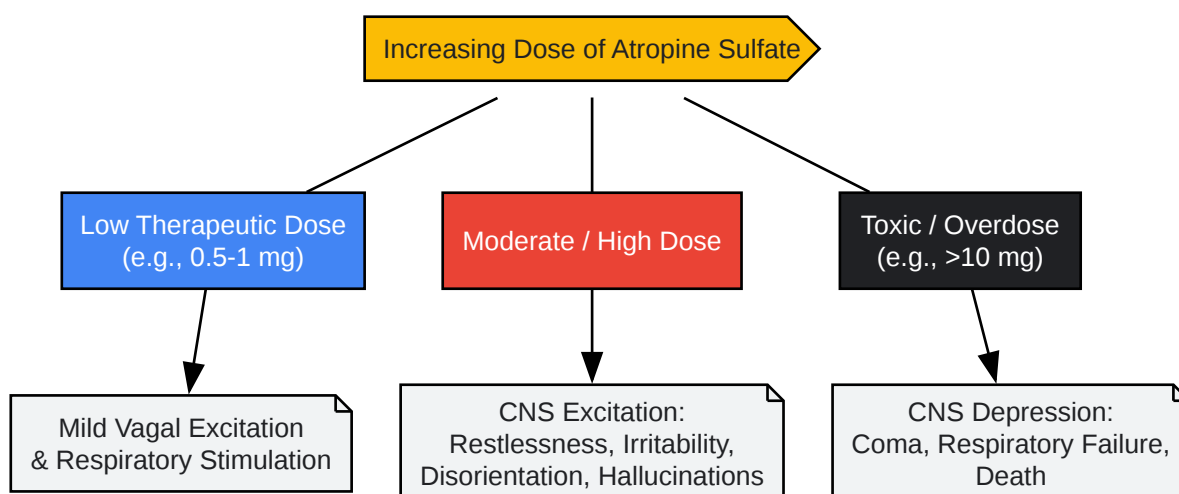 Increasing Dose of Atropine Sulfate
Low Therapeutic Dose
(e.g., 0.5-1 mg)
Moderate / High Dose
Toxic / Overdose
(e.g., >10 mg)
Mild Vagal Excitation
& Respiratory Stimulation
CNS Excitation:
Restlessness, Irritability,
Disorientation, Hallucinations
CNS Depression:
Coma, Respiratory Failure,
Death